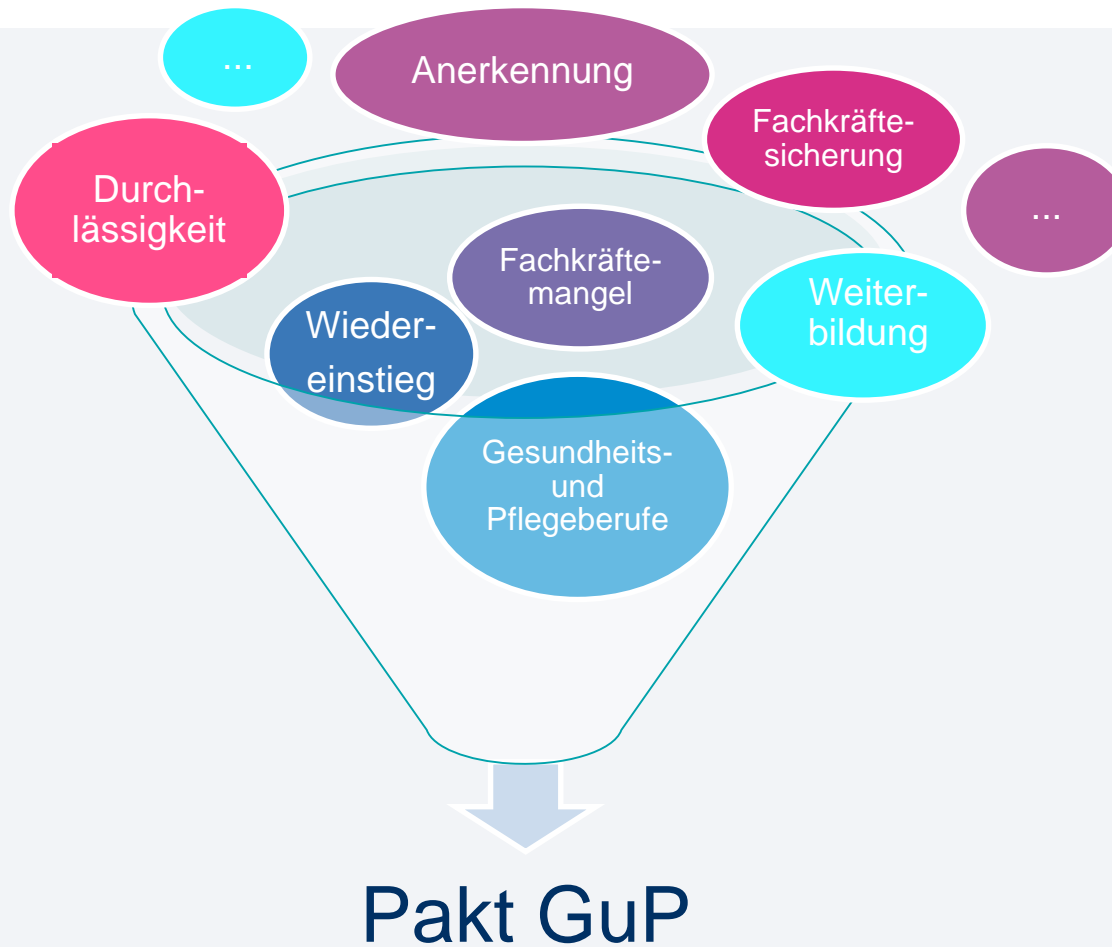 ...
Anerkennung
Fachkräfte-
sicherung
Durch-
lässigkeit
...
Fachkräfte-
mangel
Weiter-
bildung
Wieder-
einstieg
Gesundheits-
und
Pflegeberufe
Pakt GuP